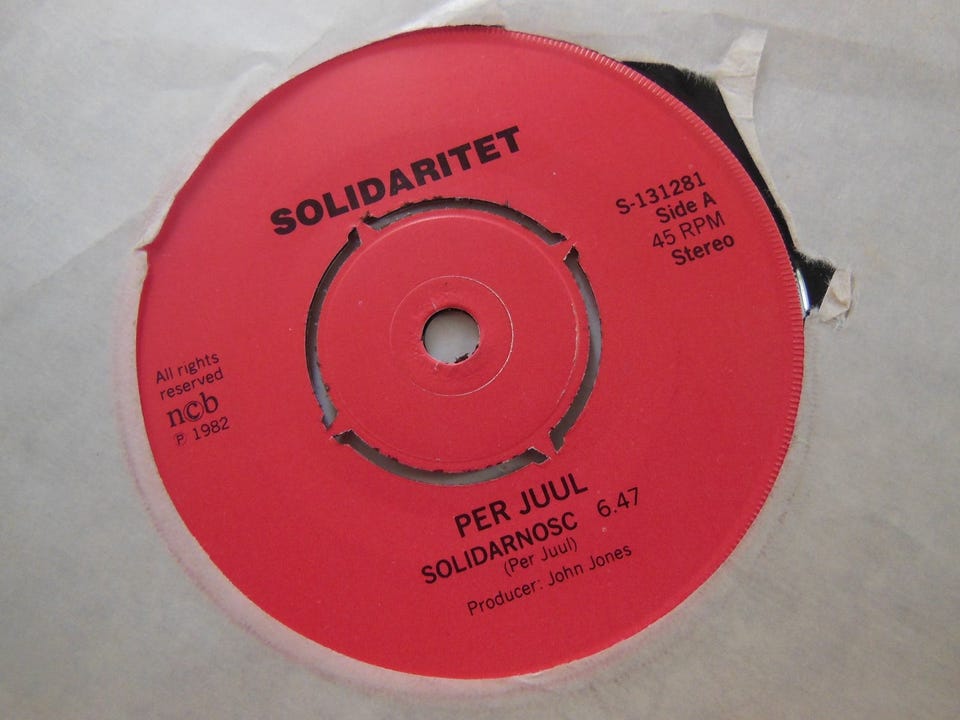 SOLIDARITET
S-131281
Side A
45 RPM
Stereo
All rights
reserved
n©b
℗ 1982
PER JUUL
SOLIDARNOSC 6.47
(Per Juul)
Producer: John Jones